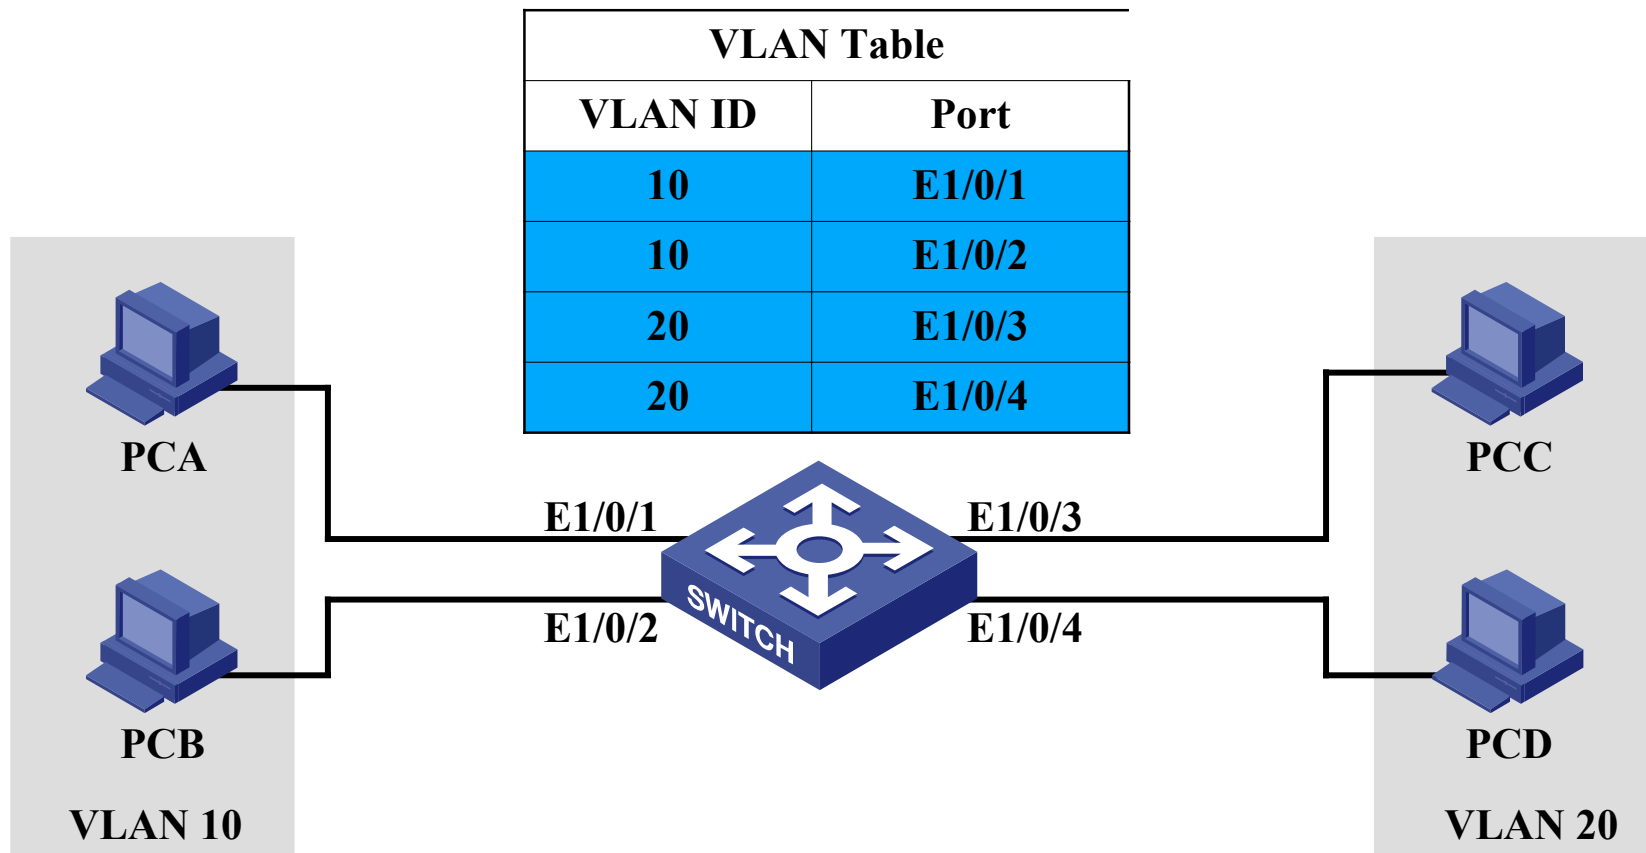 VLAN Table
VLAN ID Port
10 E1/0/1
10 E1/0/2
20 E1/0/3
20 E1/0/4
PCA
PCC
E1/0/1
E1/0/3
SWITCH
E1/0/2
E1/0/4
PCB
PCD
VLAN 10
VLAN 20